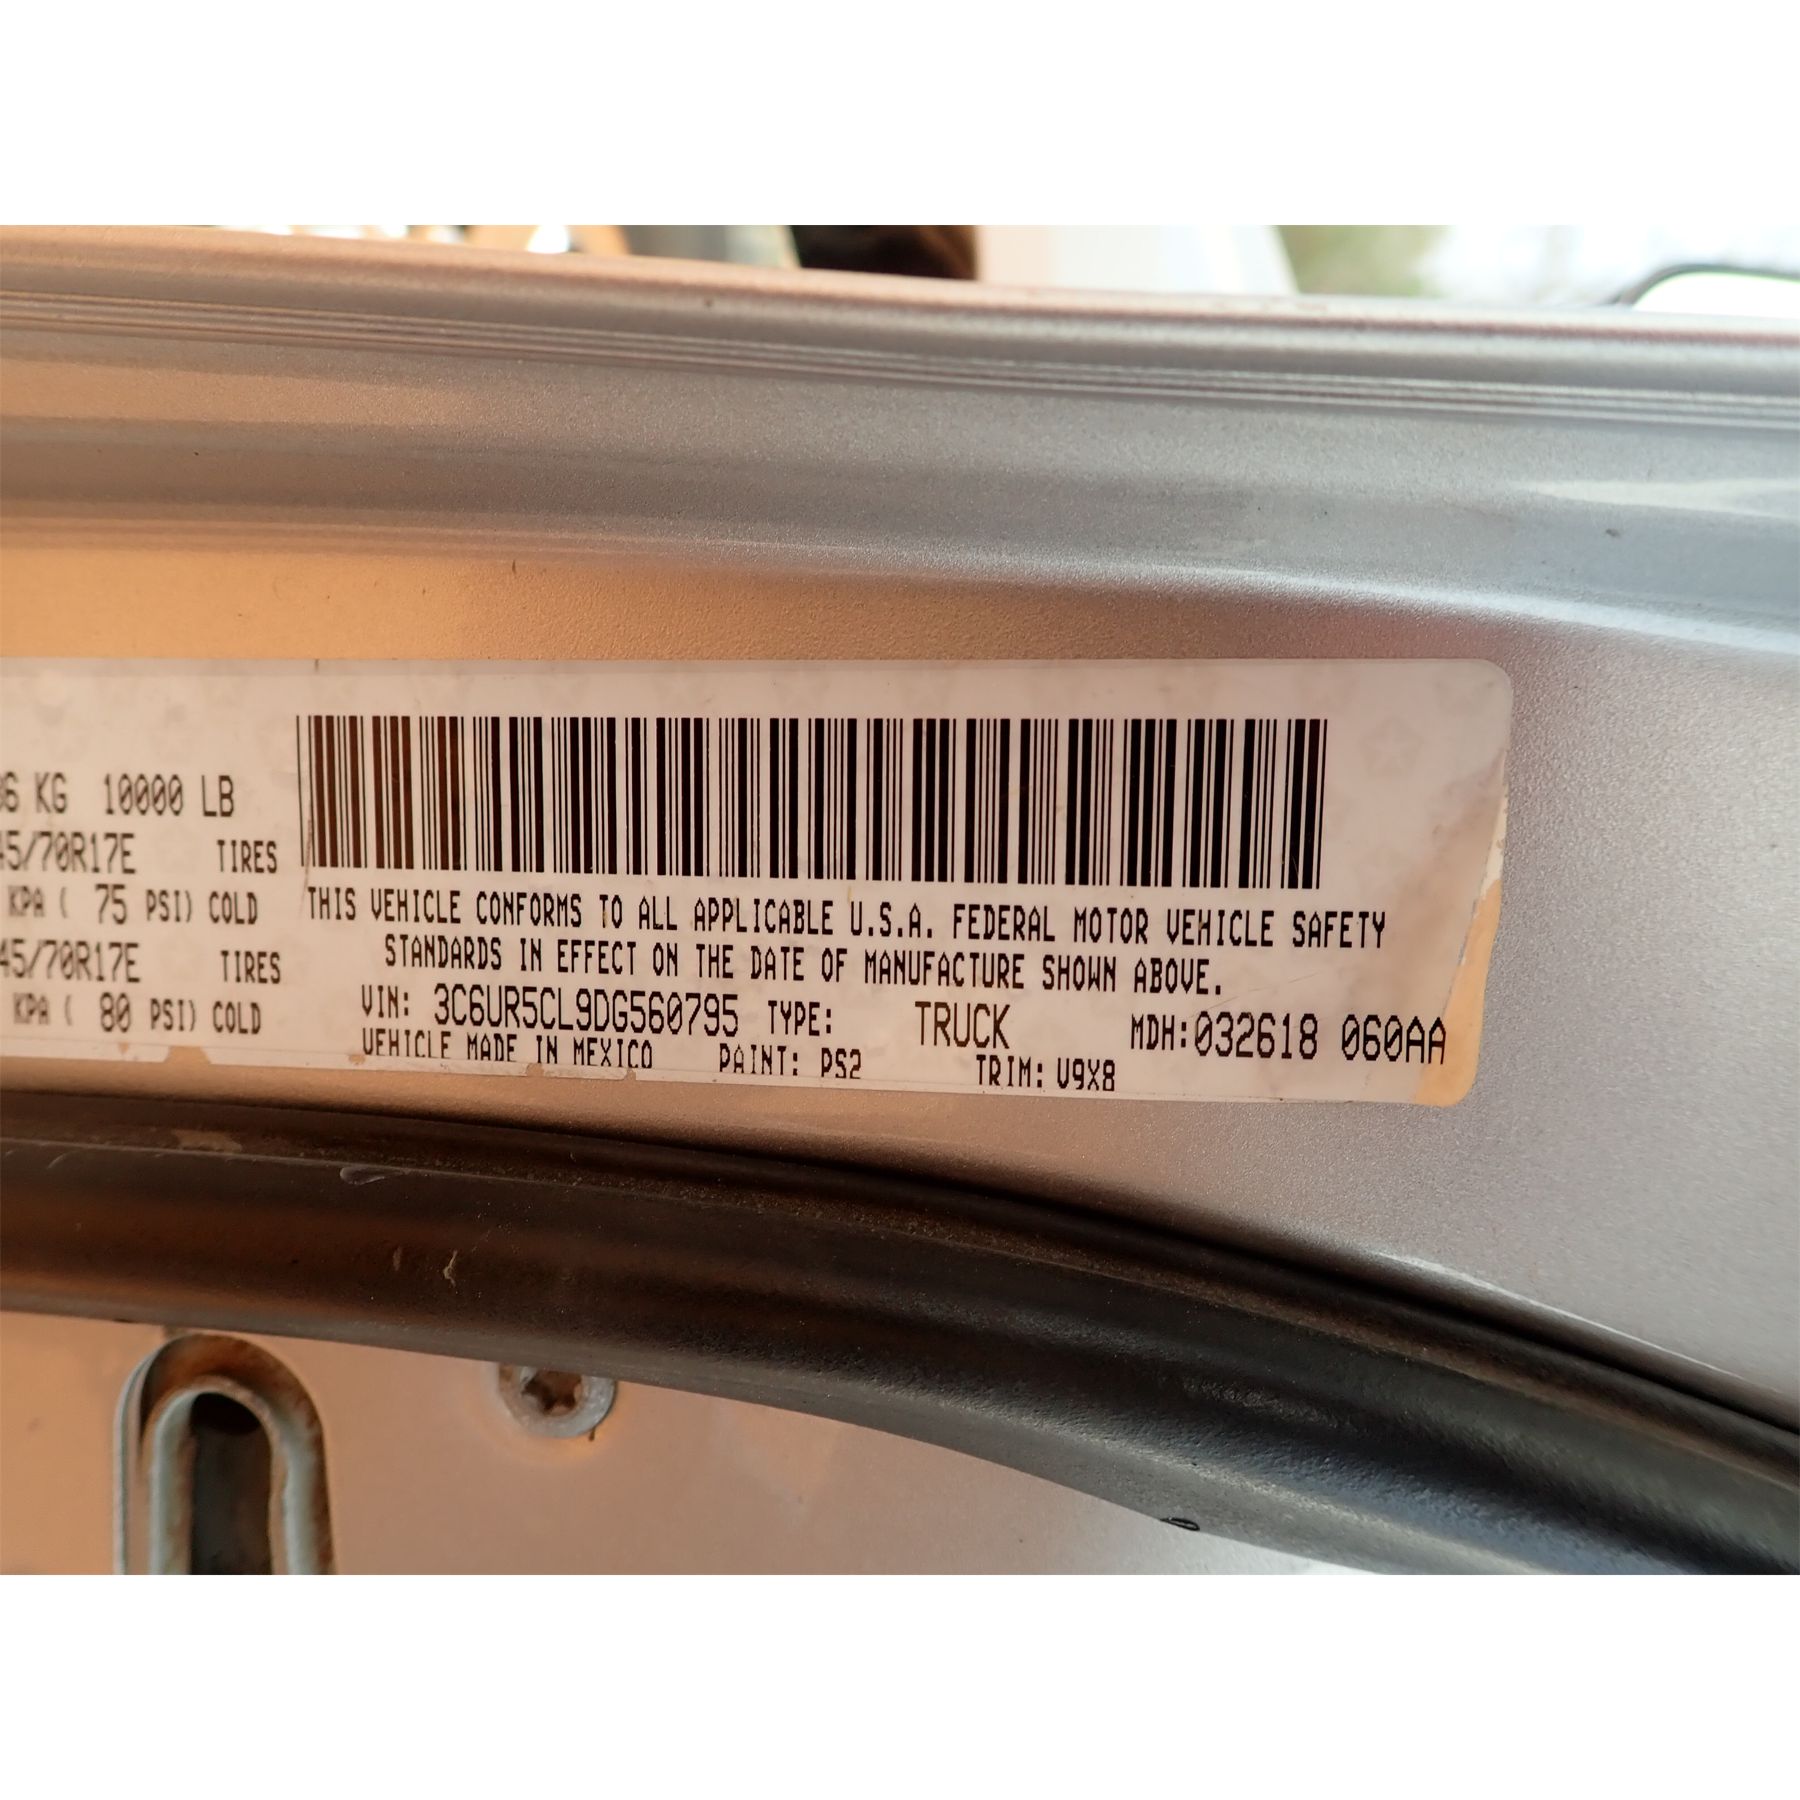 36 KG 10000 LB
45/70R17E TIRES
KPA ( 75 PSI) COLD
45/70R17E TIRES
KPA ( 80 PSI) COLD
THIS VEHICLE CONFORMS TO ALL APPLICABLE U.S.A. FEDERAL MOTOR VEHICLE SAFETY
STANDARDS IN EFFECT ON THE DATE OF MANUFACTURE SHOWN ABOVE.
VIN: 3C6UR5CL9DG560795 TYPE: TRUCK MDH:032618 060AA
VEHICLE MADE IN MEXICO PAINT: PS2 TRIM: V9X8